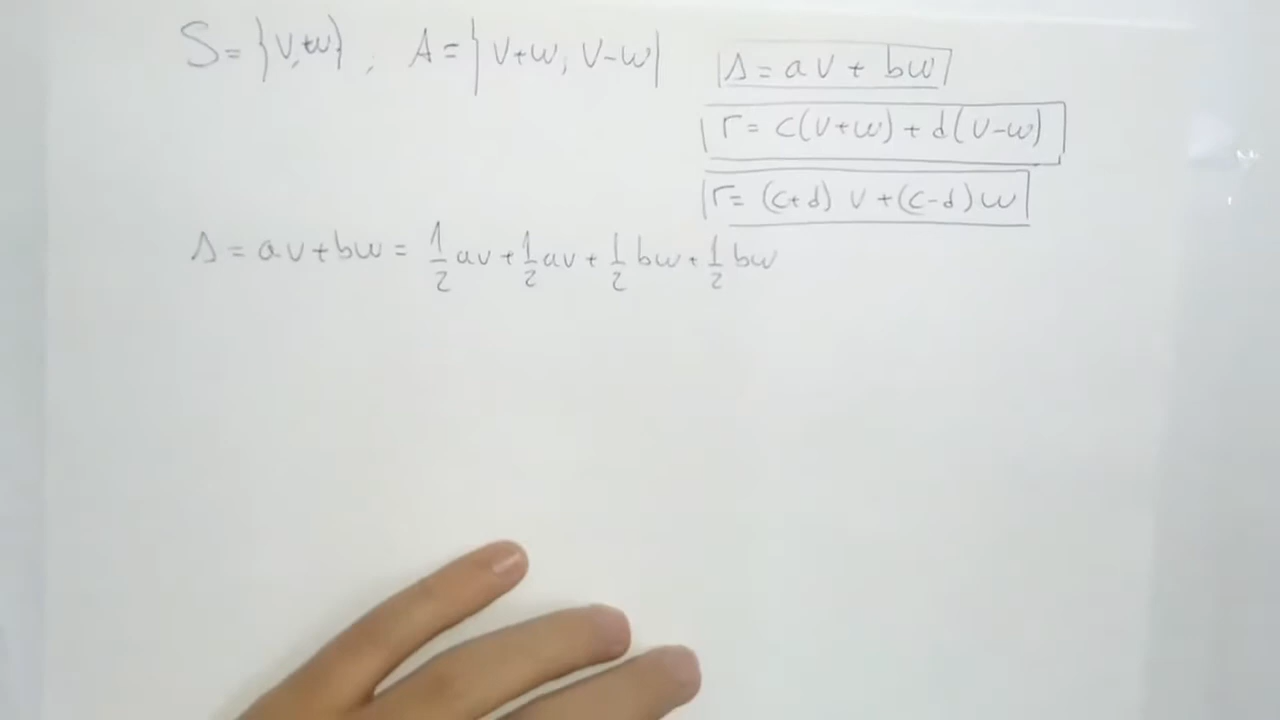 S = {v, w}, A = {v+w, v-w}
s = av + bw
r = c(v+w) + d(v-w)
r = (c+d) v + (c-d) w
s = av + bw = 1/2 av + 1/2 av + 1/2 bw + 1/2 bw